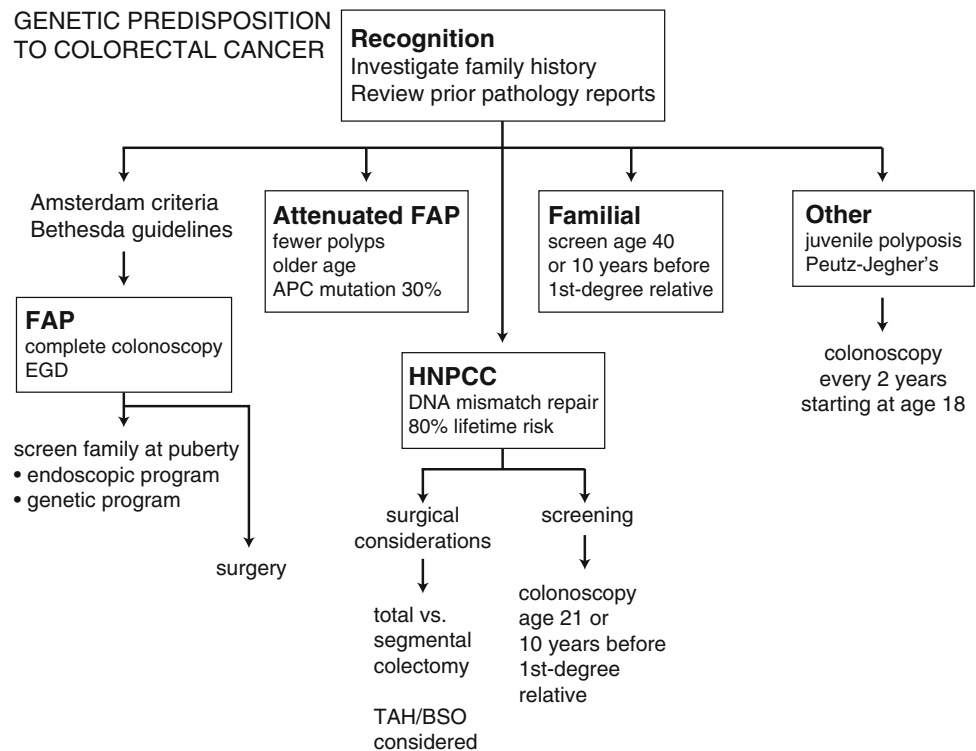 GENETIC PREDISPOSITION
TO COLORECTAL CANCER
Recognition
Investigate family history
Review prior pathology reports
Amsterdam criteria
Bethesda guidelines
FAP
complete colonoscopy
EGD
screen family at puberty
• endoscopic program
• genetic program
surgery
Attenuated FAP
fewer polyps
older age
APC mutation 30%
Familial
screen age 40
or 10 years before
1st-degree relative
Other
juvenile polyposis
Peutz-Jegher's
colonoscopy
every 2 years
starting at age 18
HNPCC
DNA mismatch repair
80% lifetime risk
surgical
considerations
total vs.
segmental
colectomy
TAH/BSO
considered
screening
colonoscopy
age 21 or
10 years before
1st-degree
relative